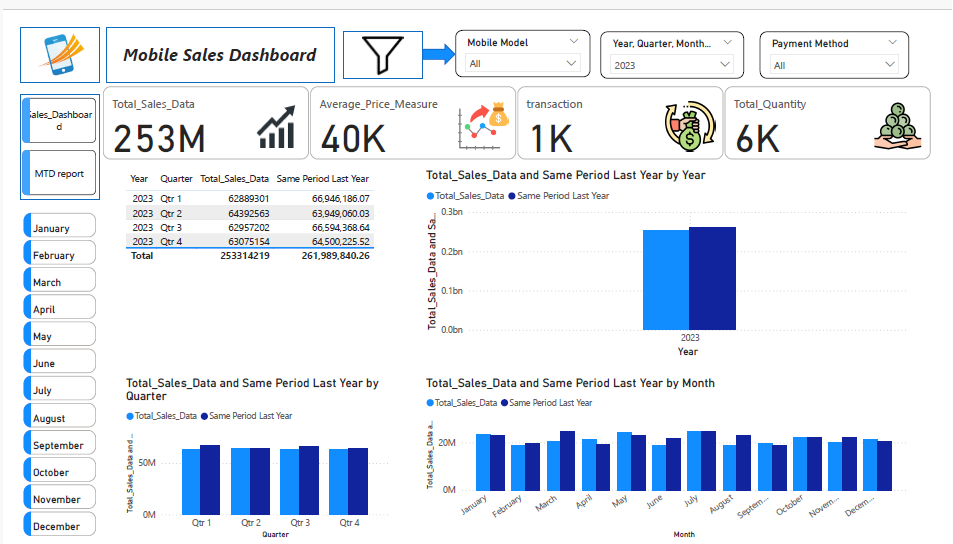 Mobile Sales Dashboard
Mobile Model
All
Year, Quarter, Month...
2023
Payment Method
All
Sales_Dashboar
d
MTD report
January
February
March
April
May
June
July
August
September
October
November
December
Total_Sales_Data
253M
Average_Price_Measure
40K
transaction
1K
Total_Quantity
6K
Year Quarter Total_Sales_Data Same Period Last Year
2023 Qtr 1 62889301 66,946,186.07
2023 Qtr 2 64392563 63,949,060.03
2023 Qtr 3 62957202 66,594,368.64
2023 Qtr 4 63075154 64,500,225.52
Total 253314219 261,989,840.26
Total_Sales_Data and Same Period Last Year by Year
Total_Sales_Data Same Period Last Year
Total_Sales_Data and Sa...
0.3bn
0.2bn
0.1bn
0.0bn
2023
Year
Total_Sales_Data and Same Period Last Year by
Quarter
Total_Sales_Data Same Period Last Year
Total_Sales_Data and ...
50M
0M
Qtr 1 Qtr 2 Qtr 3 Qtr 4
Quarter
Total_Sales_Data and Same Period Last Year by Month
Total_Sales_Data Same Period Last Year
Total_Sales_Data a...
20M
0M
January February March April May June July August Septem... October Novem... Decem...
Month